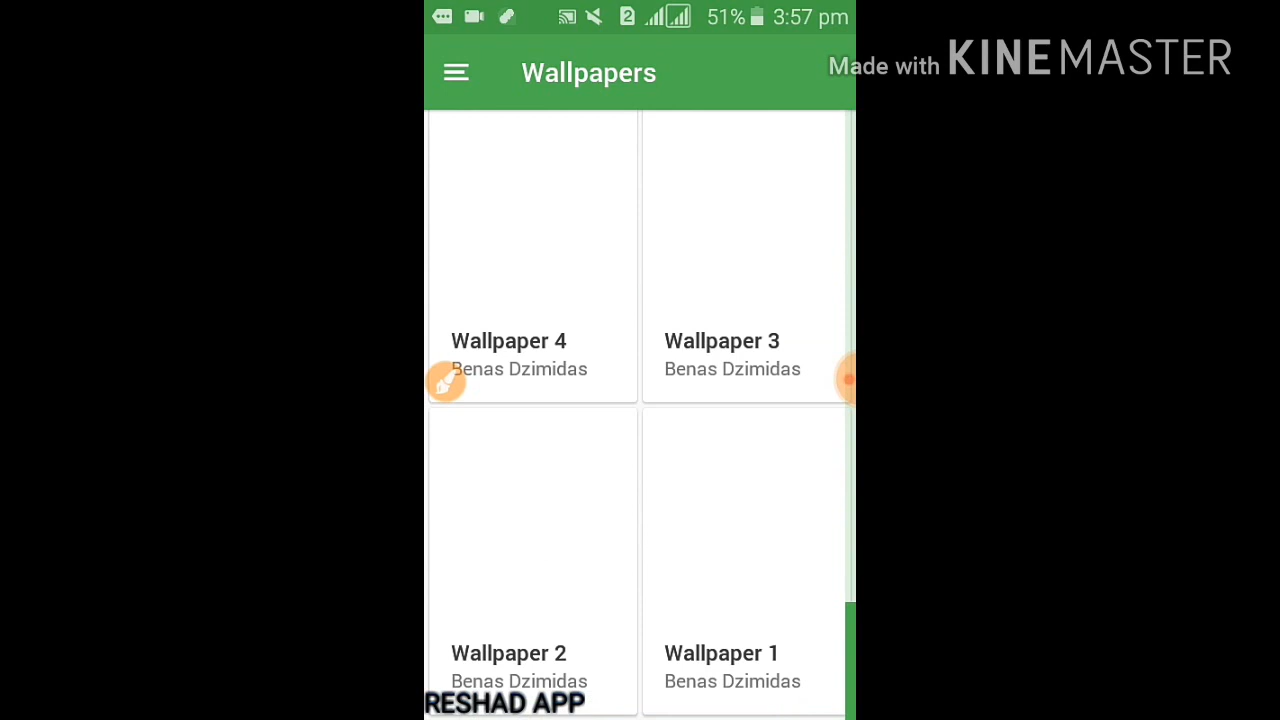 2 51% 3:57 pm
Wallpapers
Made with KINEMASTER
Wallpaper 4 Wallpaper 3
Benas Dzimidas Benas Dzimidas
Wallpaper 2 Wallpaper 1
Benas Dzimidas Benas Dzimidas
RESHAD APP